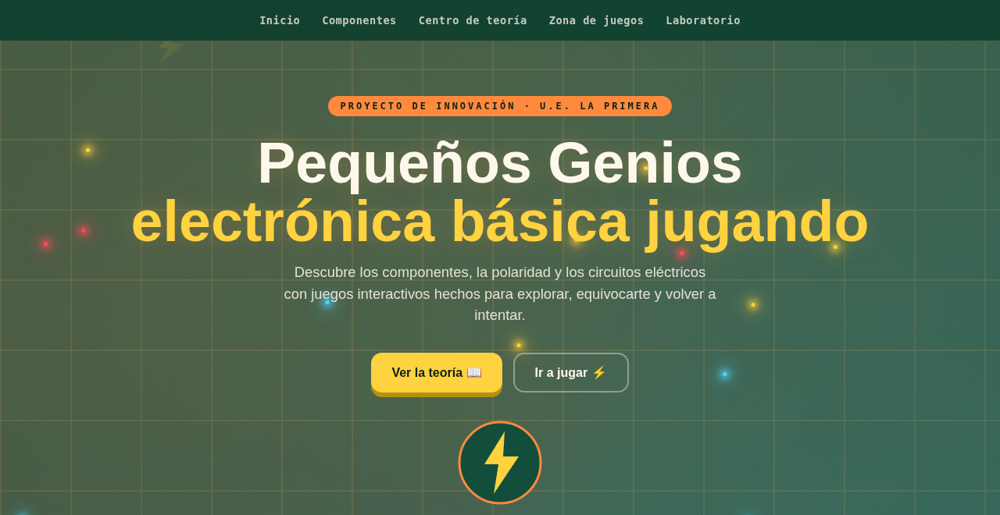 Inicio Componentes Centro de teoría Zona de juegos Laboratorio
PROYECTO DE INNOVACIÓN · U.E. LA PRIMERA
Pequeños Genios
electrónica básica jugando
Descubre los componentes, la polaridad y los circuitos eléctricos
con juegos interactivos hechos para explorar, equivocarte y volver a
intentar.
Ver la teoría 📖 Ir a jugar ⚡